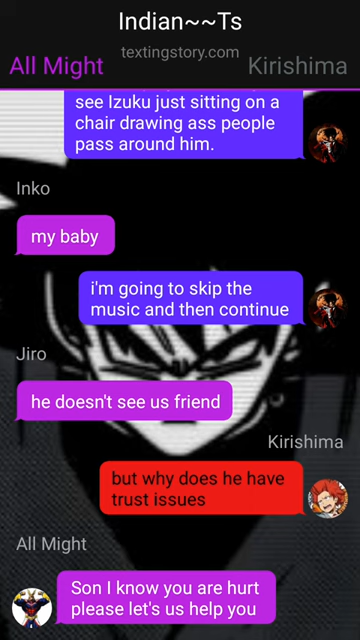 Indian~~Ts
textingstory.com
All Might
Kirishima
see Izuku just sitting on a
chair drawing ass people
pass around him.
Inko
my baby
i'm going to skip the
music and then continue
Jiro
he doesn't see us friend
Kirishima
but why does he have
trust issues
All Might
Son I know you are hurt
please let's us help you